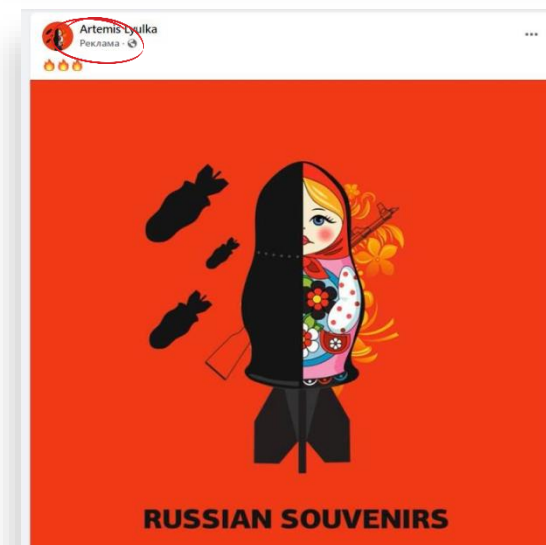 Artemis Lyulka
Реклама ·
🔥🔥🔥
RUSSIAN SOUVENIRS